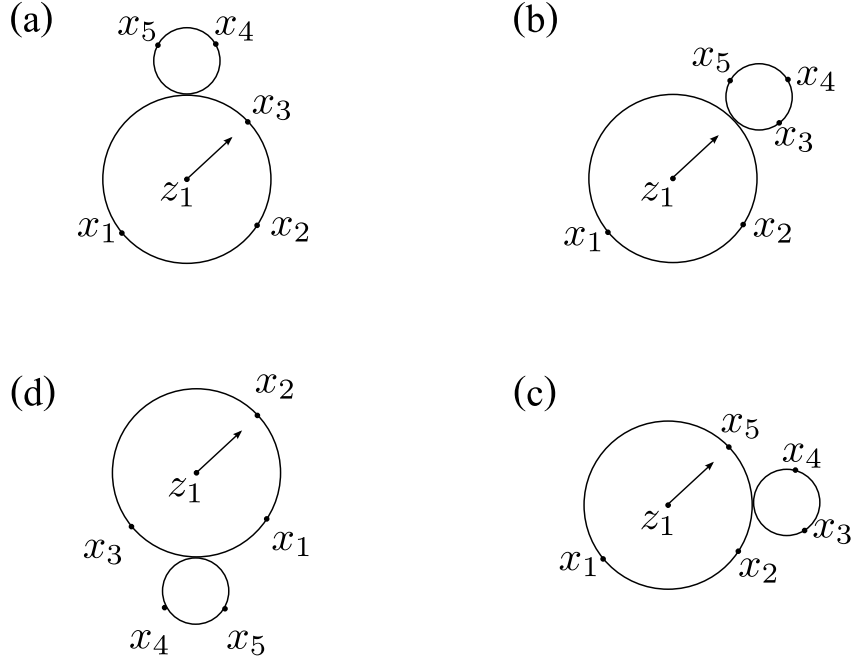 (a)
x₅ x₄
x₃
z₁
x₁ x₂
(b)
x₅ x₄
x₃
z₁
x₁ x₂
(d)
x₂
z₁
x₃ x₁
x₄ x₅
(c)
x₅ x₄
z₁
x₃
x₁ x₂